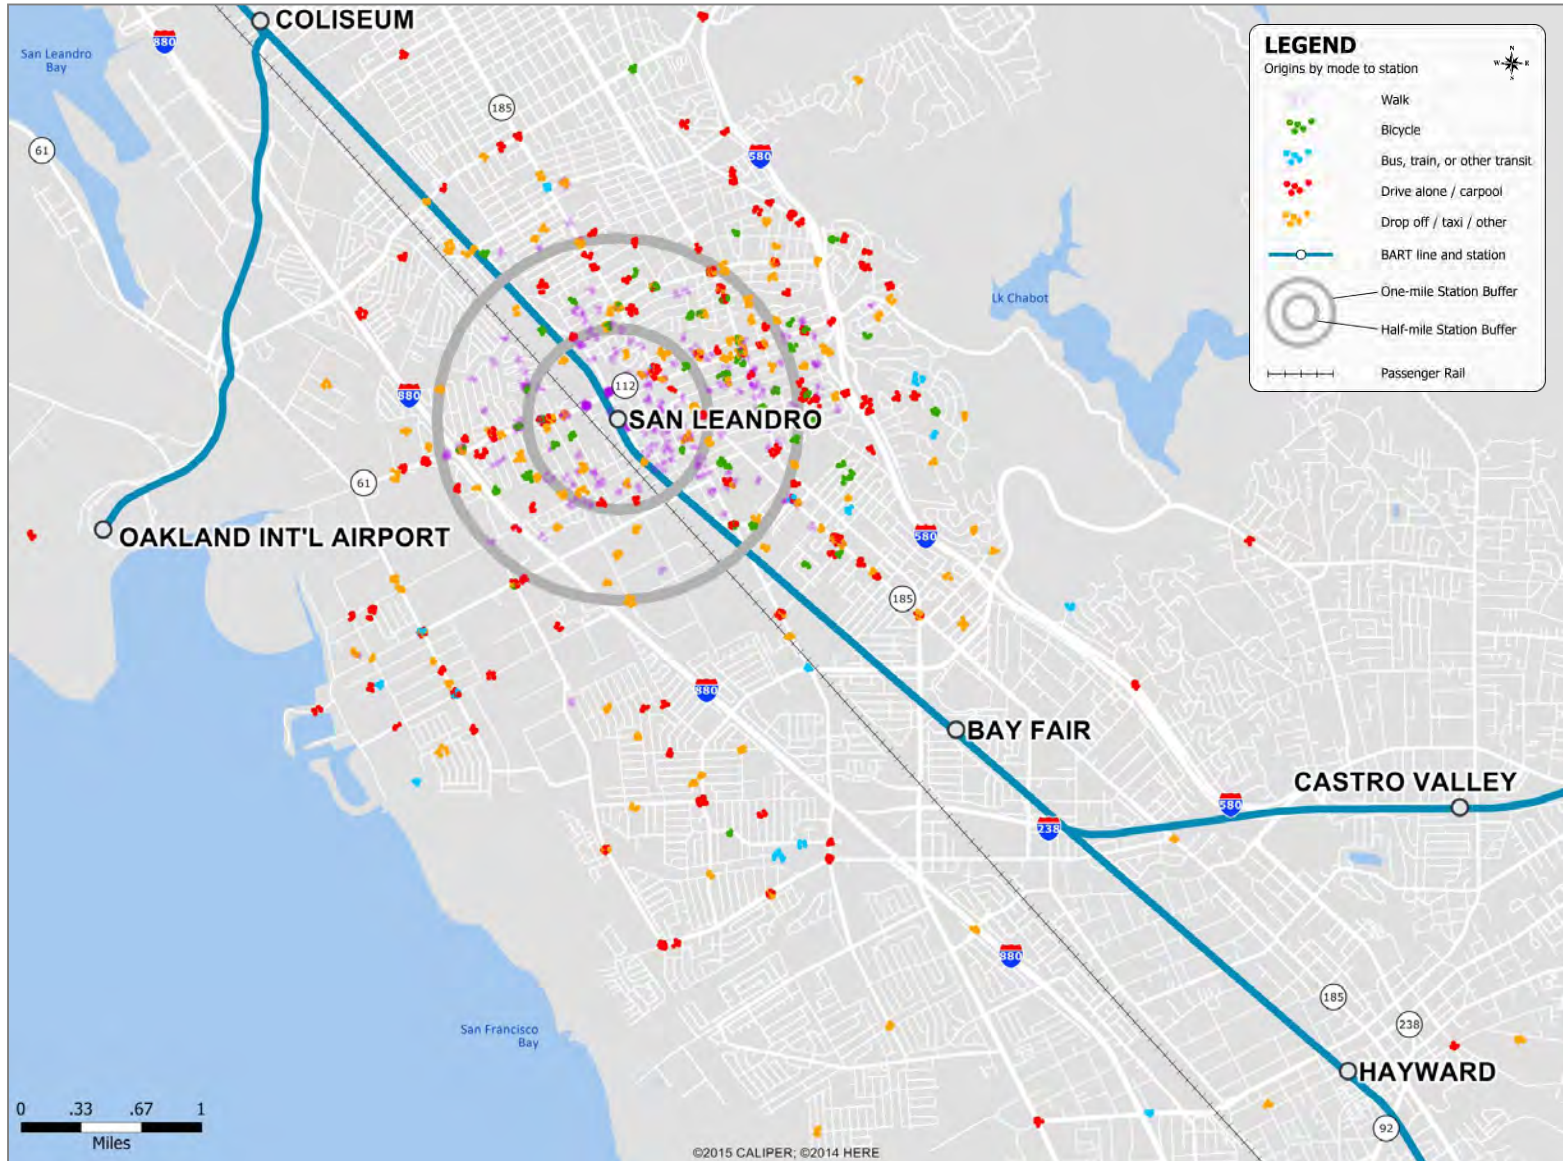 COLISEUM
880
San Leandro
Bay
185
61
580
LEGEND
Origins by mode to station
N
W
E
S
Walk
Bicycle
Bus, train, or other transit
Drive alone / carpool
Drop off / taxi / other
BART line and station
One-mile Station Buffer
Half-mile Station Buffer
Passenger Rail
Lk Chabot
880
112
SAN LEANDRO
61
OAKLAND INT'L AIRPORT
580
185
880
BAY FAIR
CASTRO VALLEY
580
238
880
185
238
San Francisco
Bay
HAYWARD
92
0 .33 .67 1
Miles
©2015 CALIPER; ©2014 HERE